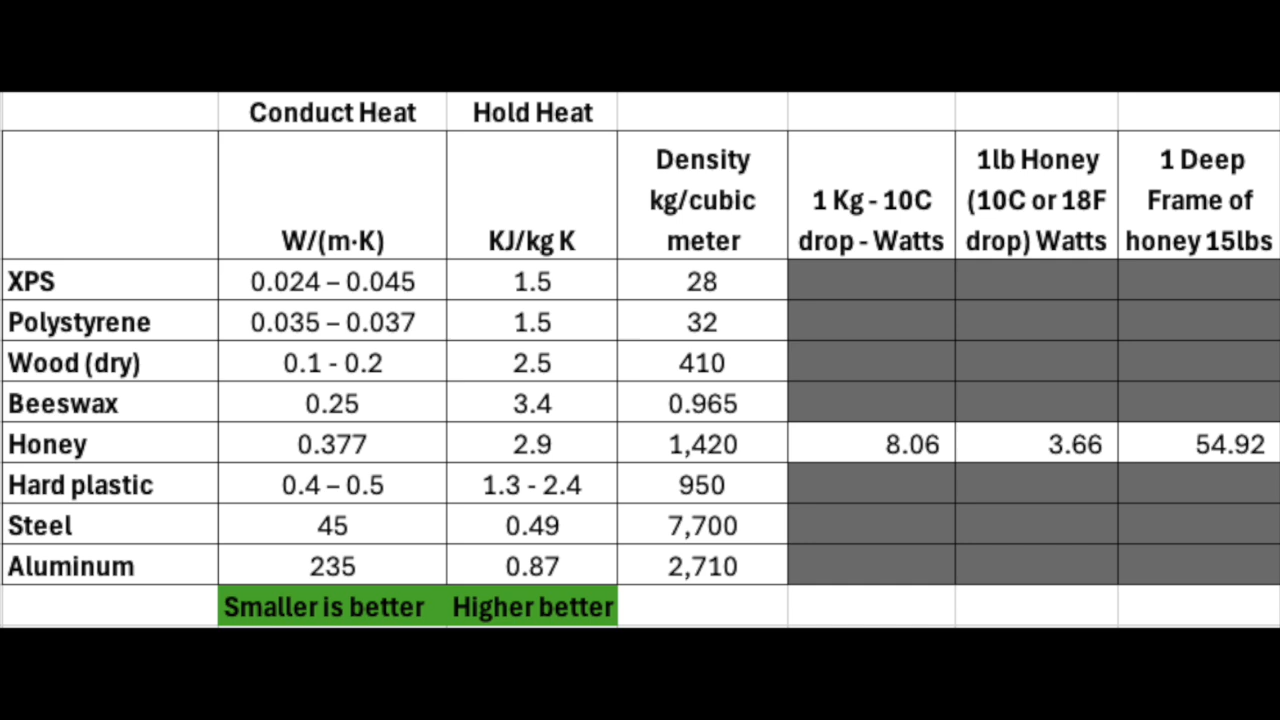 Conduct Heat Hold Heat
Density
kg/cubic
meter
1lb Honey
(10C or 18F
drop) Watts
1 Deep
Frame of
honey 15lbs
W/(m·K) KJ/kg K
1 Kg - 10C
drop - Watts
XPS 0.024 – 0.045 1.5 28
Polystyrene 0.035 – 0.037 1.5 32
Wood (dry) 0.1 - 0.2 2.5 410
Beeswax 0.25 3.4 0.965
Honey 0.377 2.9 1,420 8.06 3.66 54.92
Hard plastic 0.4 – 0.5 1.3 - 2.4 950
Steel 45 0.49 7,700
Aluminum 235 0.87 2,710
Smaller is better Higher better